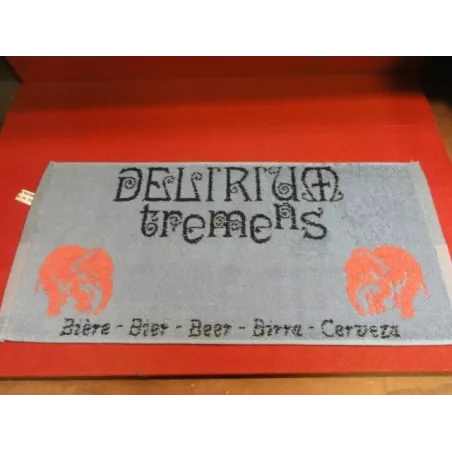 DELIRIUM
tremens
Bière - Bier - Beer - Birra - Cerveza